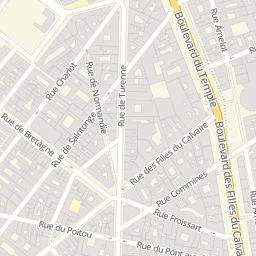 Boulevard du Temple
Rue Amelot
Rue Charlot
Rue de Normandie
Rue de Turenne
Rue de Saintonge
Rue de Bretagne
Rue des Filles du Calvaire
Boulevard des Filles du Calva
Rue Commines
Rue Froissart
Rue du Poitou
Rue du Pont aux